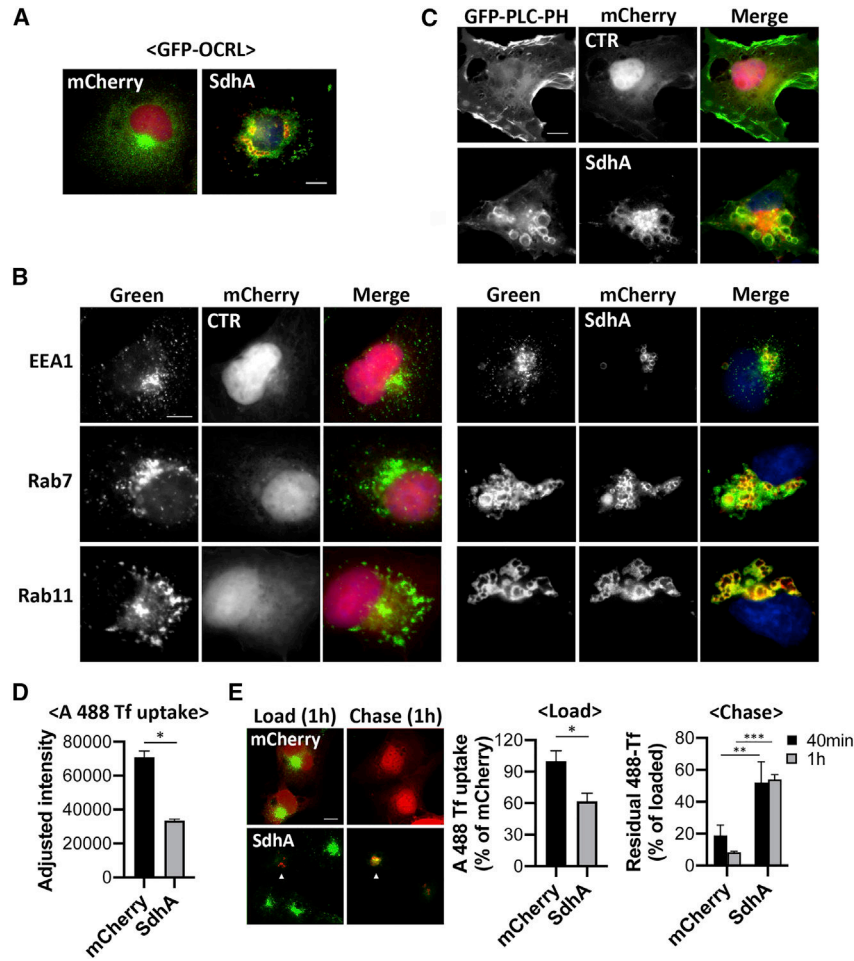 A
<GFP-OCRL>
mCherry
SdhA
C
GFP-PLC-PH
mCherry
Merge
CTR
SdhA
B
Green
mCherry
Merge
Green
mCherry
Merge
CTR
SdhA
EEA1
Rab7
Rab11
D
<A 488 Tf uptake>
*
Adjusted intensity
80000
60000
40000
20000
0
mCherry
SdhA
E
Load (1h)
Chase (1h)
mCherry
SdhA
<Load>
*
A 488 Tf uptake
(% of mCherry)
120
90
60
30
0
mCherry
SdhA
<Chase>
***
**
40min
1h
Residual 488-Tf
(% of loaded)
80
60
40
20
0
mCherry
SdhA